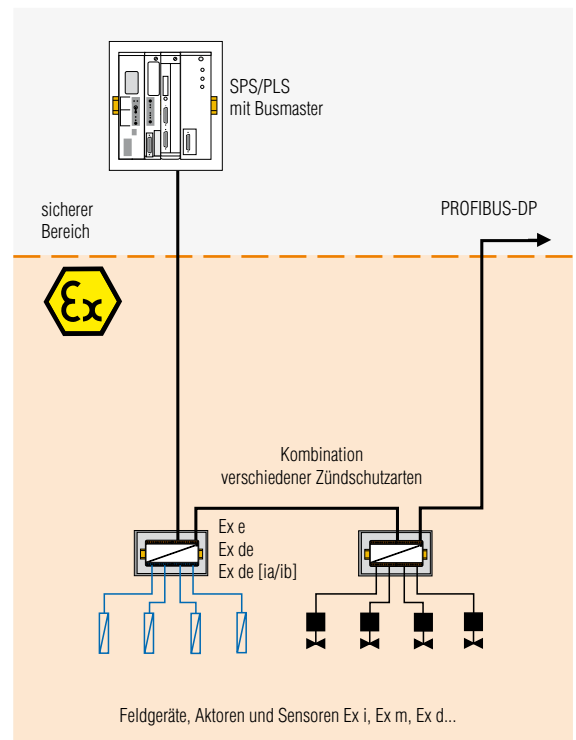 SPS/PLS
mit Busmaster
sicherer
Bereich
PROFIBUS-DP
Ex
Kombination
verschiedener Zündschutzarten
Ex e
Ex de
Ex de [ia/ib]
Feldgeräte, Aktoren und Sensoren Ex i, Ex m, Ex d...